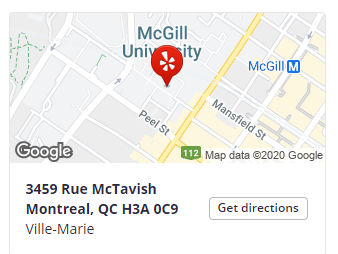 McGill
University
McGill M
Peel St
Mansfield St
112
Google
Map data ©2020 Google
3459 Rue McTavish
Montreal, QC H3A 0C9
Get directions
Ville-Marie